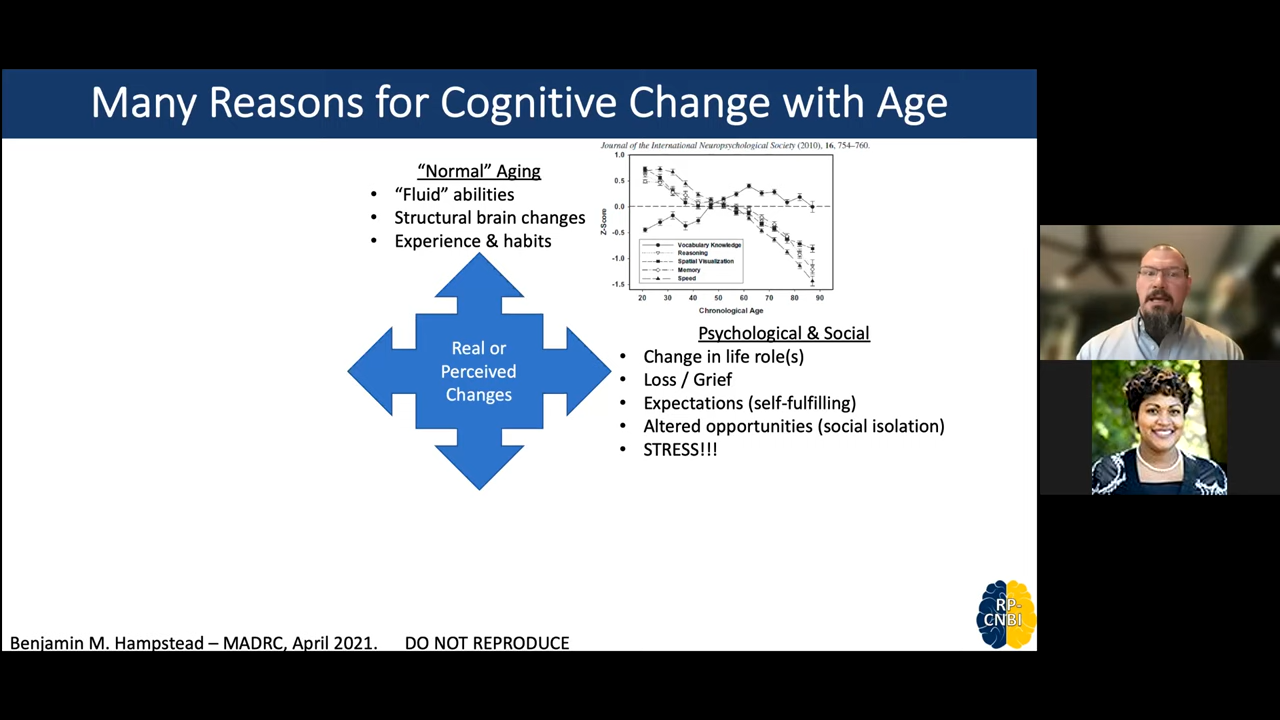 Many Reasons for Cognitive Change with Age
“Normal” Aging
• “Fluid” abilities
• Structural brain changes
• Experience & habits
Journal of the International Neuropsychological Society (2010), 16, 754–760.
1.0
0.5
0.0
-0.5
-1.0
-1.5
Z-Score
Vocabulary Knowledge
Reasoning
Spatial Visualization
Memory
Speed
20 30 40 50 60 70 80 90
Chronological Age
Real or
Perceived
Changes
Psychological & Social
• Change in life role(s)
• Loss / Grief
• Expectations (self-fulfilling)
• Altered opportunities (social isolation)
• STRESS!!!
RP-
CNBI
Benjamin M. Hampstead – MADRC, April 2021. DO NOT REPRODUCE